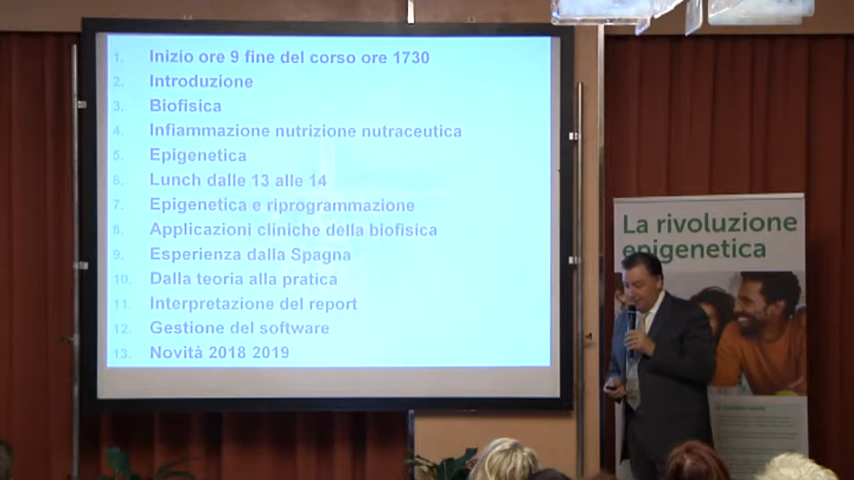 1. Inizio ore 9 fine del corso ore 1730
2. Introduzione
3. Biofisica
4. Infiammazione nutrizione nutraceutica
5. Epigenetica
6. Lunch dalle 13 alle 14
7. Epigenetica e riprogrammazione
8. Applicazioni cliniche della biofisica
9. Esperienza dalla Spagna
10. Dalla teoria alla pratica
11. Interpretazione del report
12. Gestione del software
13. Novità 2018 2019
La rivoluzione
epigenetica